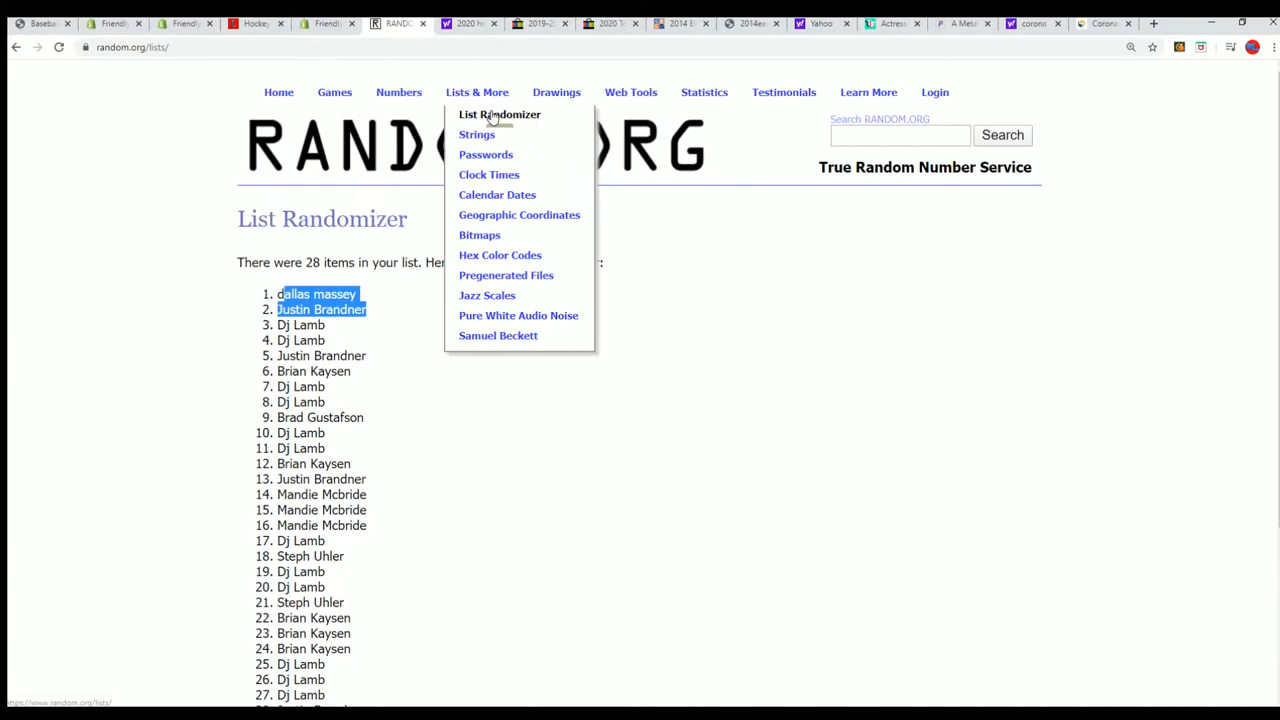 Baseba
Friendly
Friendly
Hockey
Friendly
RANDO
2020 he
2019-20
2020 To
2014 Eli
2014eee
Yahoo
Actress
A Meta
corona
Corona
random.org/lists/
Home Games Numbers Lists & More Drawings Web Tools Statistics Testimonials Learn More Login
List Randomizer
Strings
Passwords
Clock Times
Calendar Dates
Geographic Coordinates
Bitmaps
Hex Color Codes
Pregenerated Files
Jazz Scales
Pure White Audio Noise
Samuel Beckett
Search RANDOM.ORG
Search
True Random Number Service
List Randomizer
There were 28 items in your list. Her
1. dallas massey
2. Justin Brandner
3. Dj Lamb
4. Dj Lamb
5. Justin Brandner
6. Brian Kaysen
7. Dj Lamb
8. Dj Lamb
9. Brad Gustafson
10. Dj Lamb
11. Dj Lamb
12. Brian Kaysen
13. Justin Brandner
14. Mandie Mcbride
15. Mandie Mcbride
16. Mandie Mcbride
17. Dj Lamb
18. Steph Uhler
19. Dj Lamb
20. Dj Lamb
21. Steph Uhler
22. Brian Kaysen
23. Brian Kaysen
24. Brian Kaysen
25. Dj Lamb
26. Dj Lamb
27. Dj Lamb
https://www.random.org/lists/